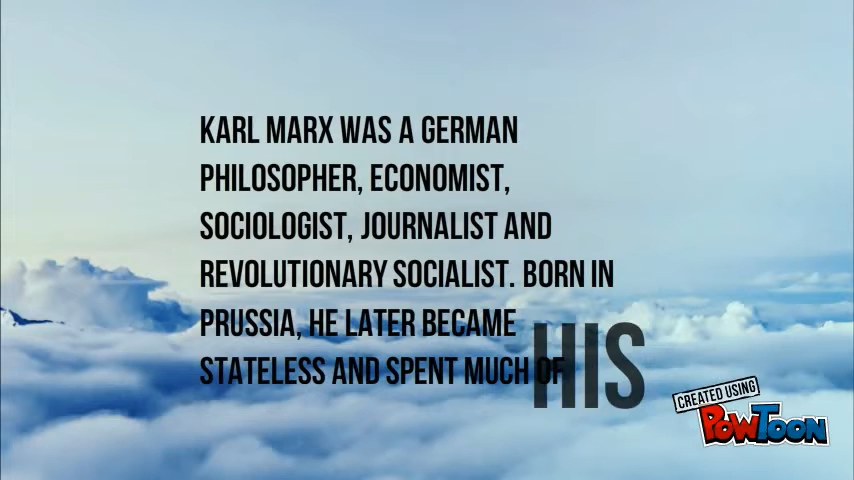 KARL MARX WAS A GERMAN
PHILOSOPHER, ECONOMIST,
SOCIOLOGIST, JOURNALIST AND
REVOLUTIONARY SOCIALIST. BORN IN
PRUSSIA, HE LATER BECAME
STATELESS AND SPENT MUCH OF HIS
CREATED USING
POWTOON